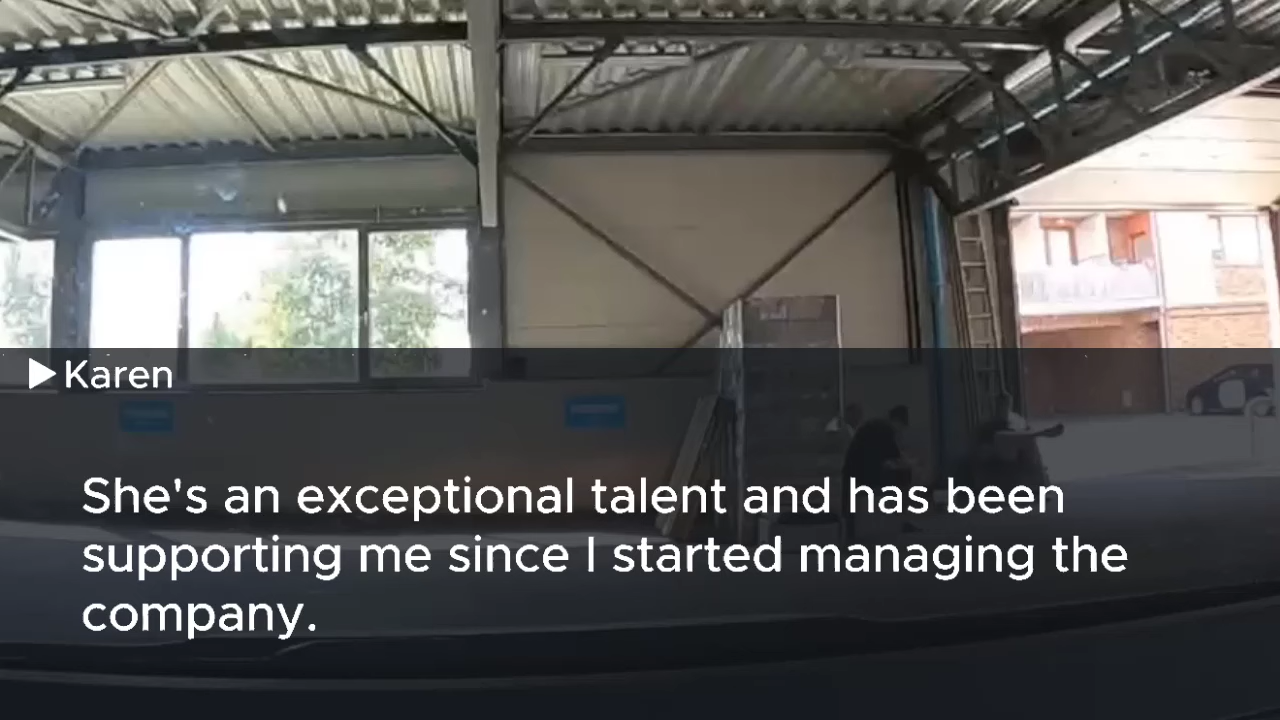 Karen
She's an exceptional talent and has been
supporting me since I started managing the
company.